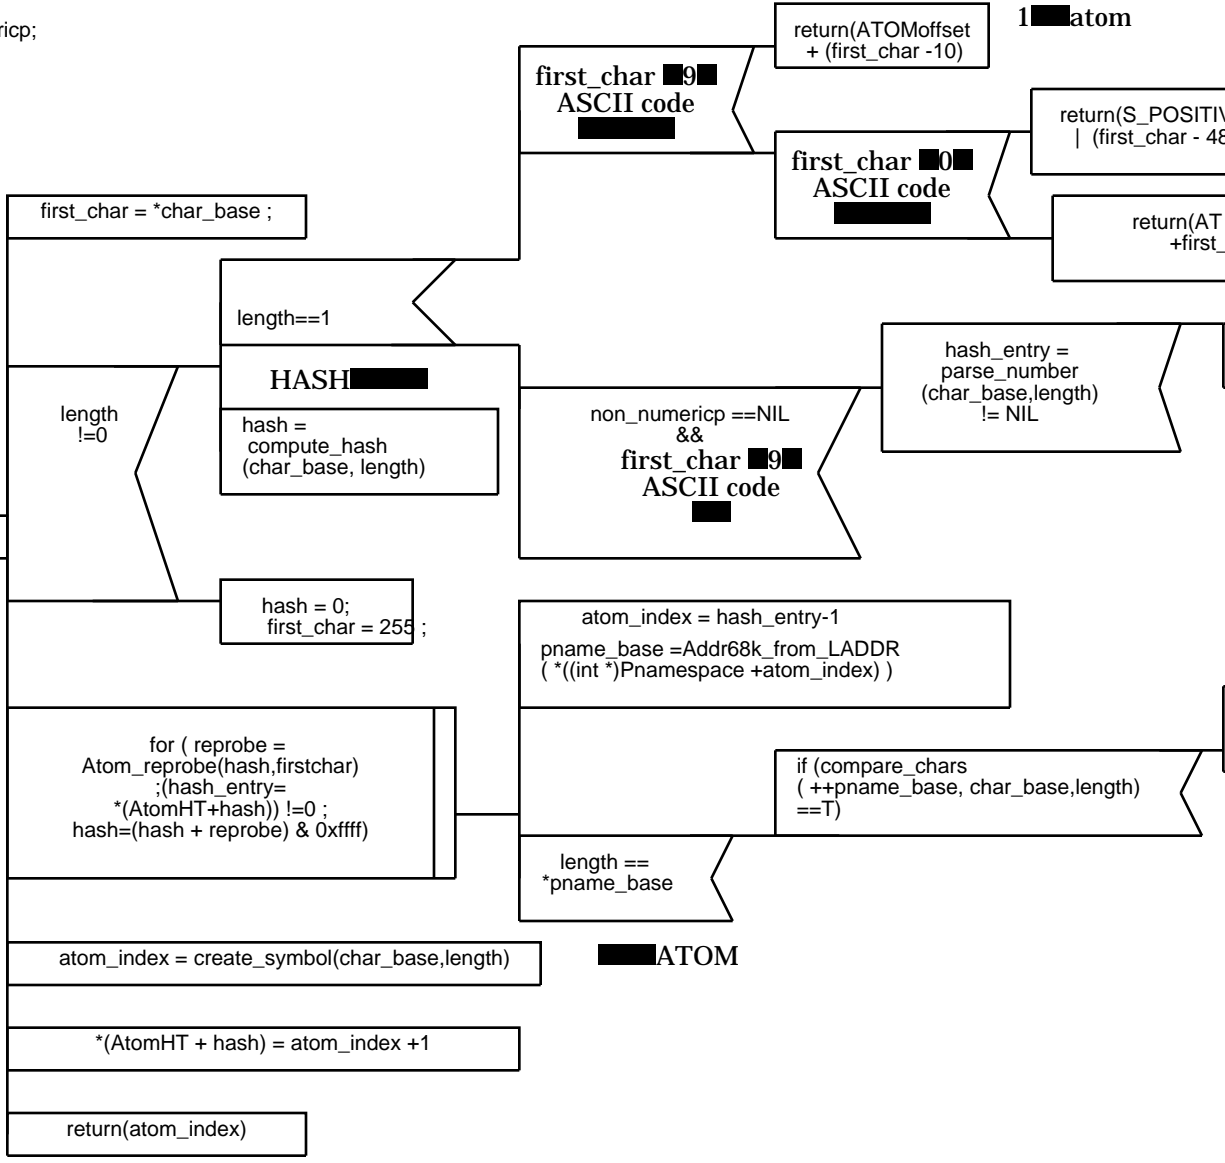 ricp;
return(ATOMoffset
+ (first_char -10)
1 atom
first_char 9
ASCII code
return(S_POSITIV
| (first_char - 48
first_char 0
ASCII code
first_char = *char_base ;
return(AT
+first_
length==1
HASH
hash =
compute_hash
(char_base, length)
length
!=0
hash_entry =
parse_number
(char_base,length)
!= NIL
non_numericp ==NIL
&&
first_char 9
ASCII code
hash = 0;
first_char = 255 ;
atom_index = hash_entry-1
pname_base =Addr68k_from_LADDR
( *((int *)Pnamespace +atom_index) )
for ( reprobe =
Atom_reprobe(hash,firstchar)
;(hash_entry=
*(AtomHT+hash)) !=0 ;
hash=(hash + reprobe) & 0xffff)
if (compare_chars
( ++pname_base, char_base,length)
==T)
length ==
*pname_base
atom_index = create_symbol(char_base,length)
ATOM
*(AtomHT + hash) = atom_index +1
return(atom_index)